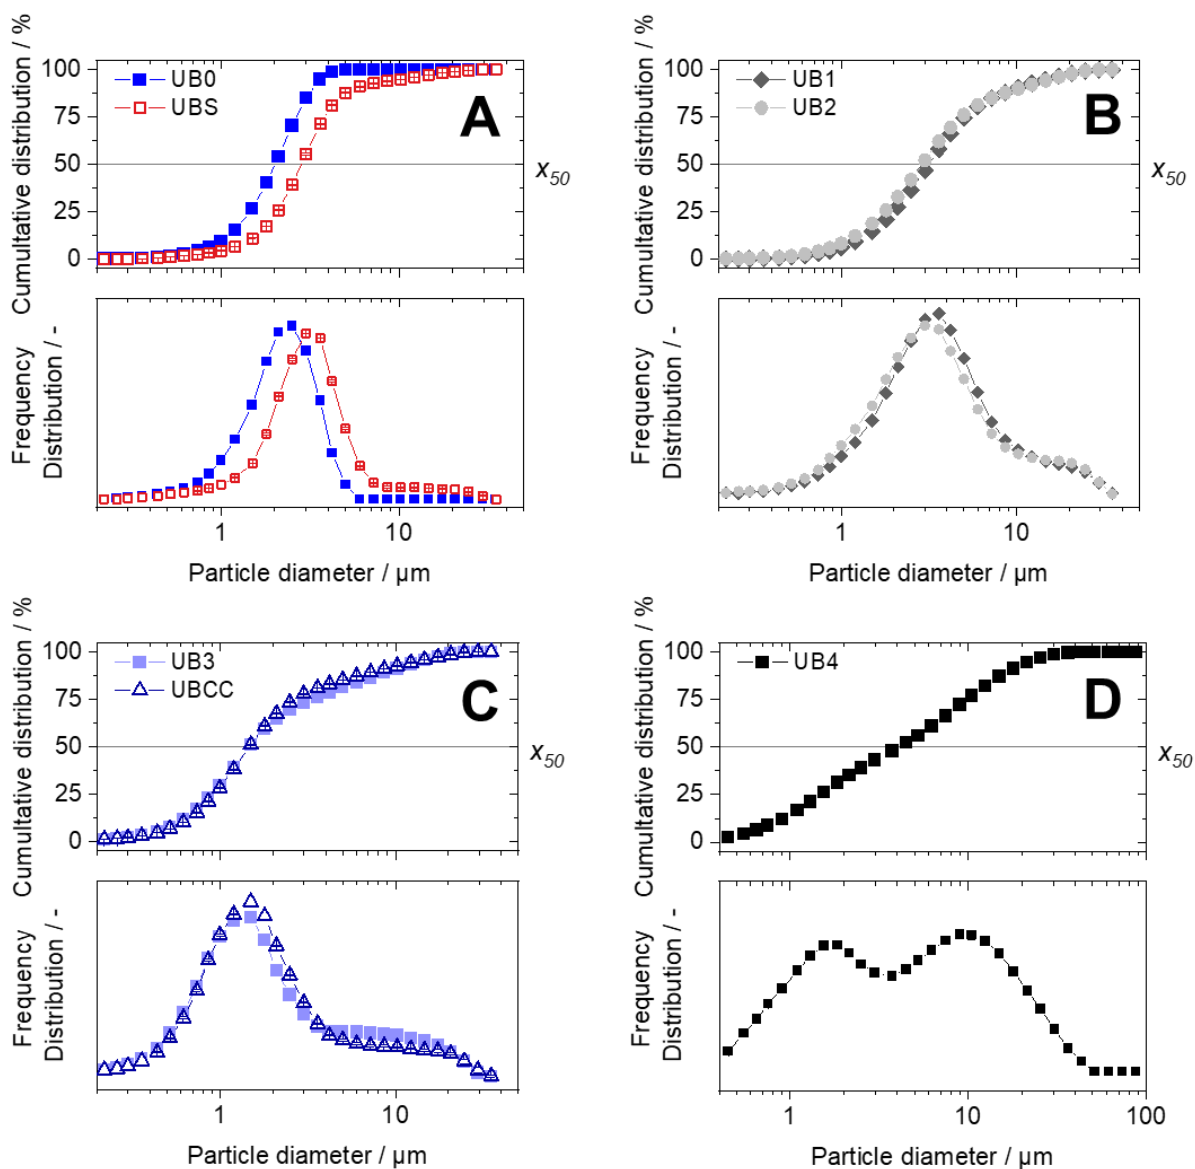 Cumulative distribution / %
100
75
50
25
0
UB0
UBS
A
x50
Frequency
Distribution / -
1
10
Particle diameter / µm
Cumulative distribution / %
100
75
50
25
0
UB1
UB2
B
x50
Frequency
Distribution / -
1
10
Particle diameter / µm
Cumulative distribution / %
100
75
50
25
0
UB3
UBCC
C
x50
Frequency
Distribution / -
1
10
Particle diameter / µm
Cumulative distribution / %
100
75
50
25
0
UB4
D
x50
Frequency
Distribution / -
1
10
100
Particle diameter / µm